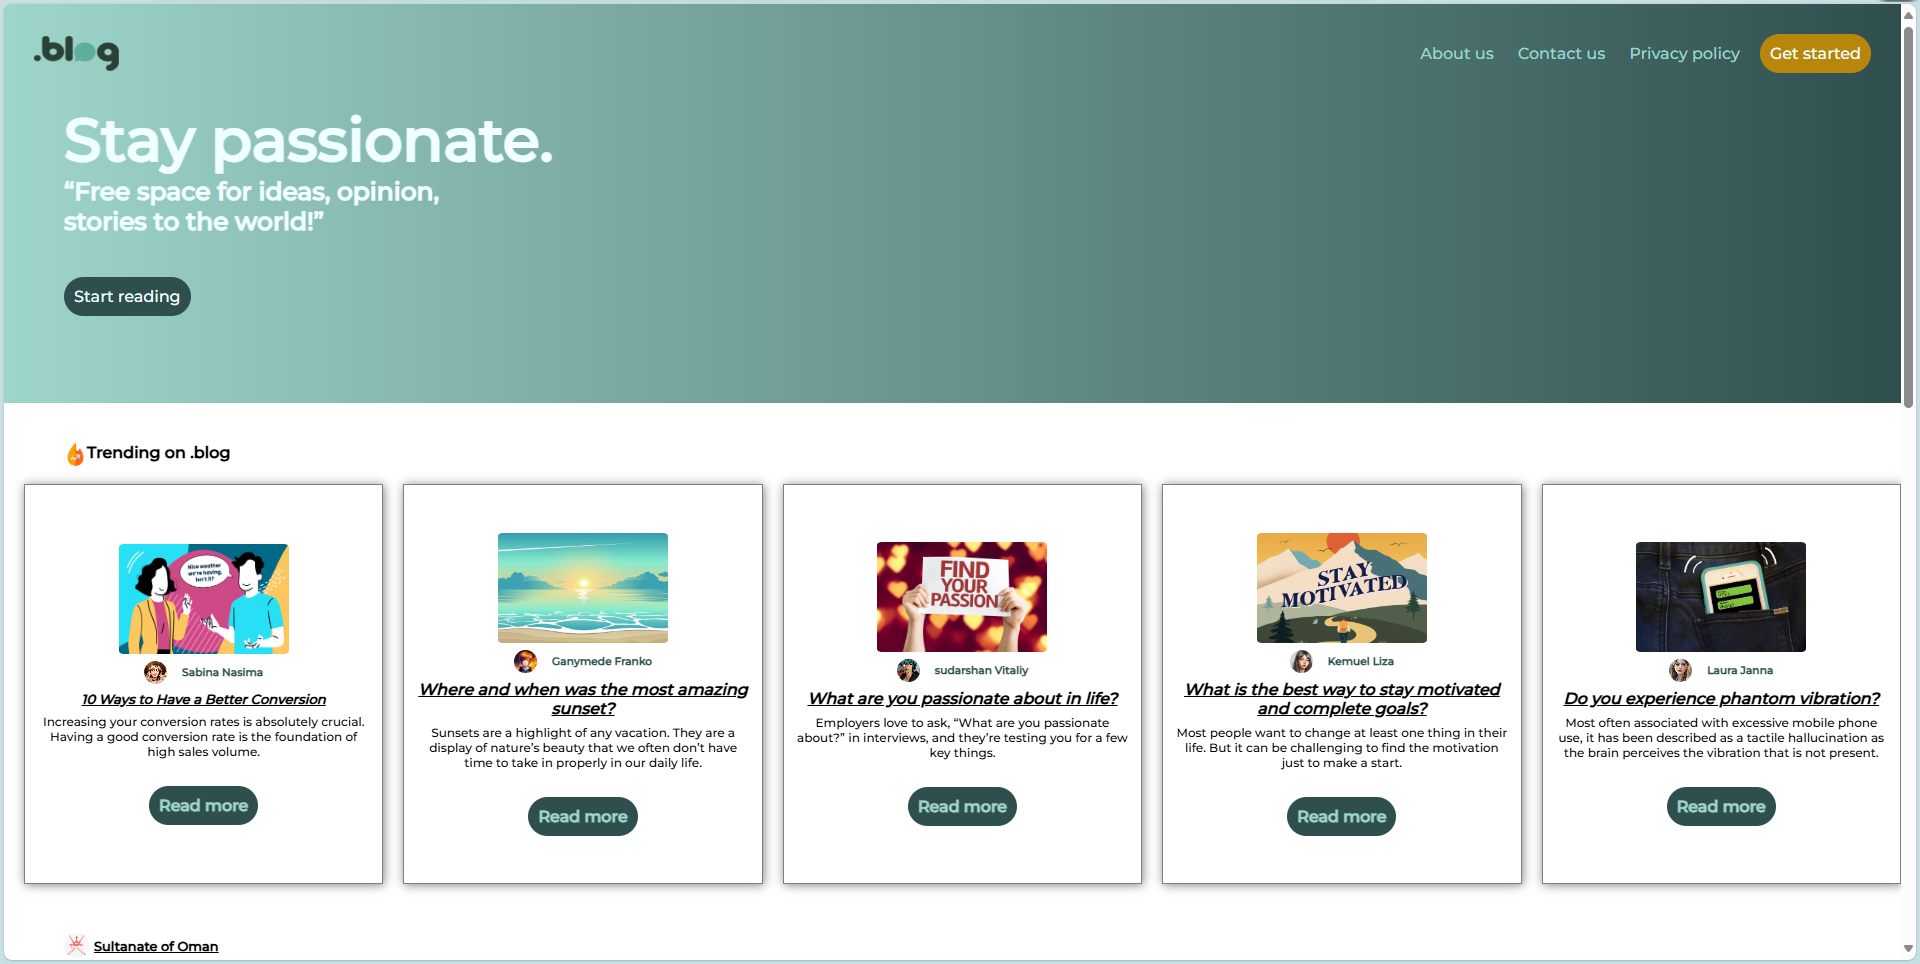 .blog
About us
Contact us
Privacy policy
Get started
Stay passionate.
“Free space for ideas, opinion,
stories to the world!”
Start reading
Trending on .blog
Nice weather
we're having,
isn't it?
Sabina Nasima
10 Ways to Have a Better Conversion
Increasing your conversion rates is absolutely crucial.
Having a good conversion rate is the foundation of
high sales volume.
Read more
Ganymede Franko
Where and when was the most amazing
sunset?
Sunsets are a highlight of any vacation. They are a
display of nature’s beauty that we often don’t have
time to take in properly in our daily life.
Read more
FIND
YOUR
PASSION
sudarshan Vitaliy
What are you passionate about in life?
Employers love to ask, “What are you passionate
about?” in interviews, and they’re testing you for a few
key things.
Read more
STAY
MOTIVATED
Kemuel Liza
What is the best way to stay motivated
and complete goals?
Most people want to change at least one thing in their
life. But it can be challenging to find the motivation
just to make a start.
Read more
Laura Janna
Do you experience phantom vibration?
Most often associated with excessive mobile phone
use, it has been described as a tactile hallucination as
the brain perceives the vibration that is not present.
Read more
Sultanate of Oman